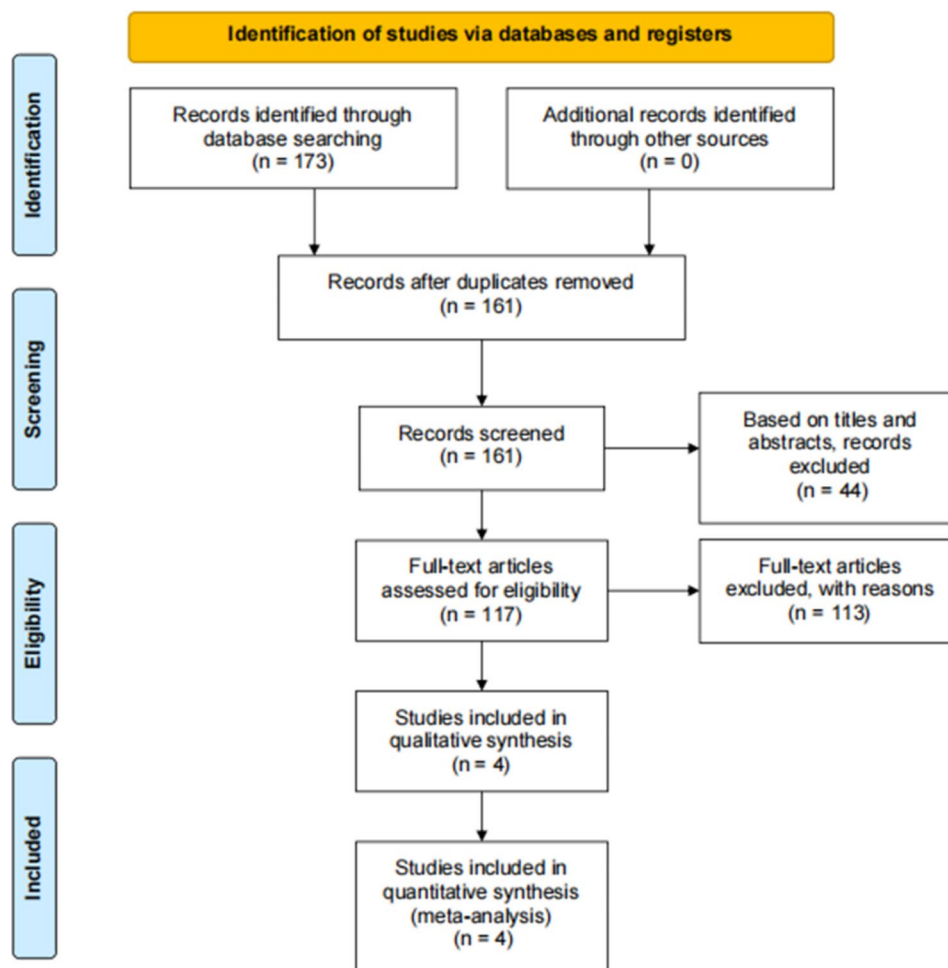 Identification of studies via databases and registers
Identification
Records identified through
database searching
(n = 173)
Additional records identified
through other sources
(n = 0)
Records after duplicates removed
(n = 161)
Screening
Records screened
(n = 161)
Based on titles and
abstracts, records
excluded
(n = 44)
Eligibility
Full-text articles
assessed for eligibility
(n = 117)
Full-text articles
excluded, with reasons
(n = 113)
Studies included in
qualitative synthesis
(n = 4)
Included
Studies included in
quantitative synthesis
(meta-analysis)
(n = 4)